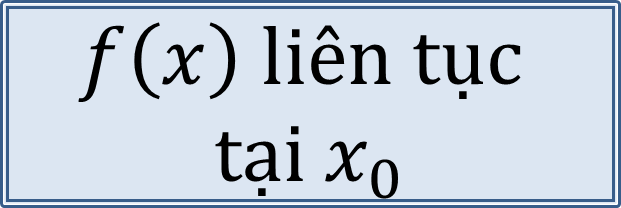 f(x) liên tục
tại x₀